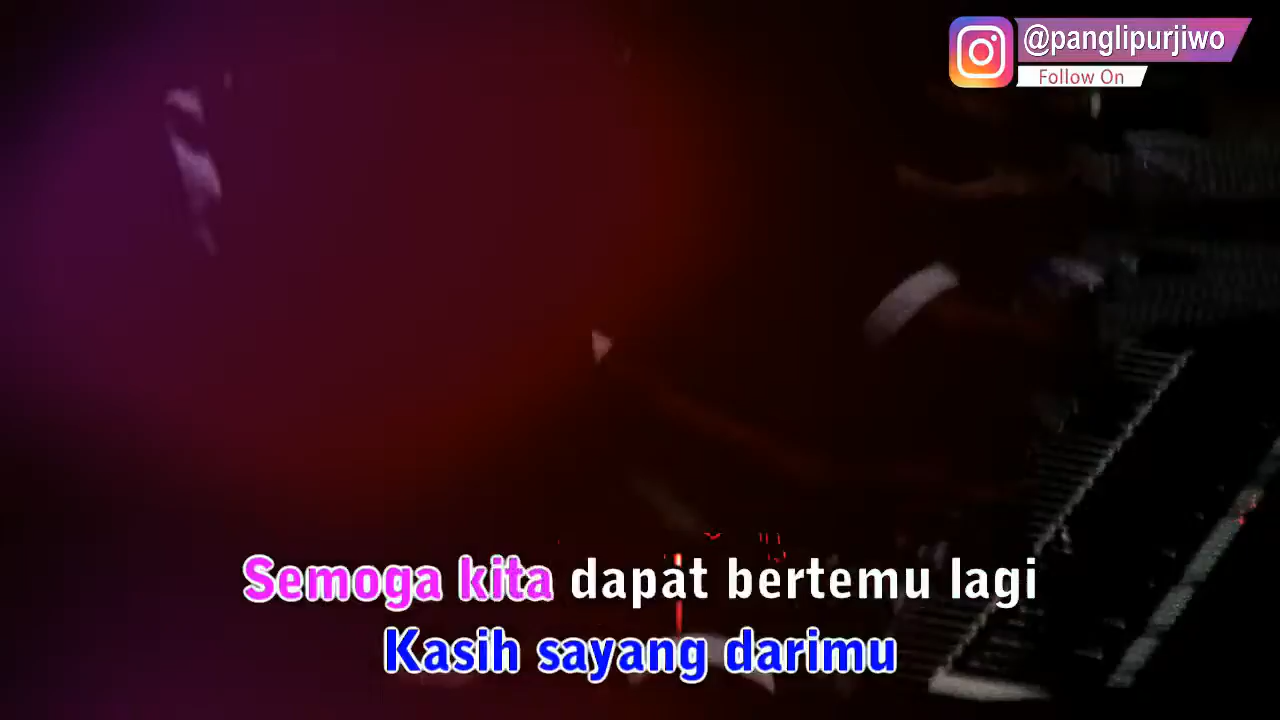 @panglipurjiwo
Follow On
Semoga kita dapat bertemu lagi
Kasih sayang darimu